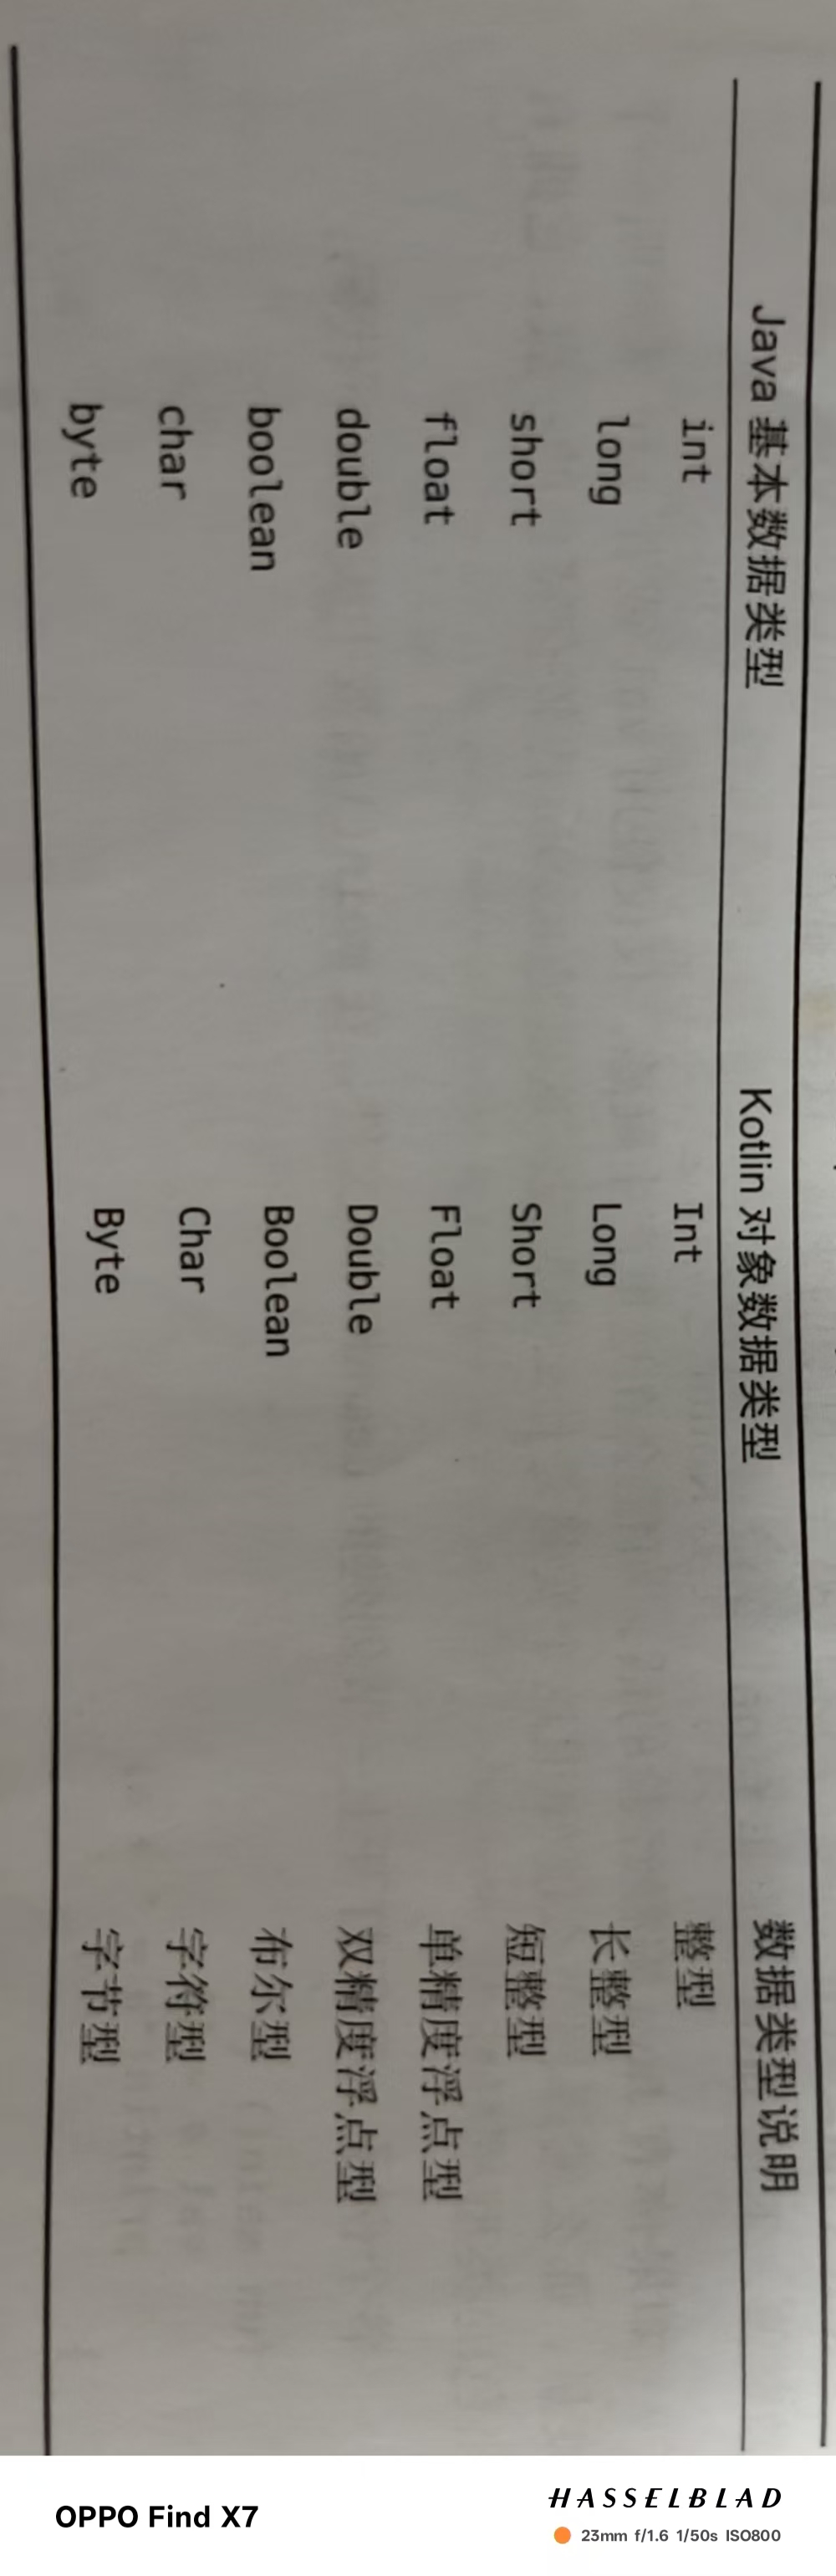 Java 基本数据类型 Kotlin 对象数据类型 数据类型说明
int Int 整型
long Long 长整型
short Short 短整型
float Float 单精度浮点型
double Double 双精度浮点型
boolean Boolean 布尔型
char Char 字符型
byte Byte 字节型
HASSELBLAD
23mm f/1.6 1/50s ISO800
OPPO Find X7